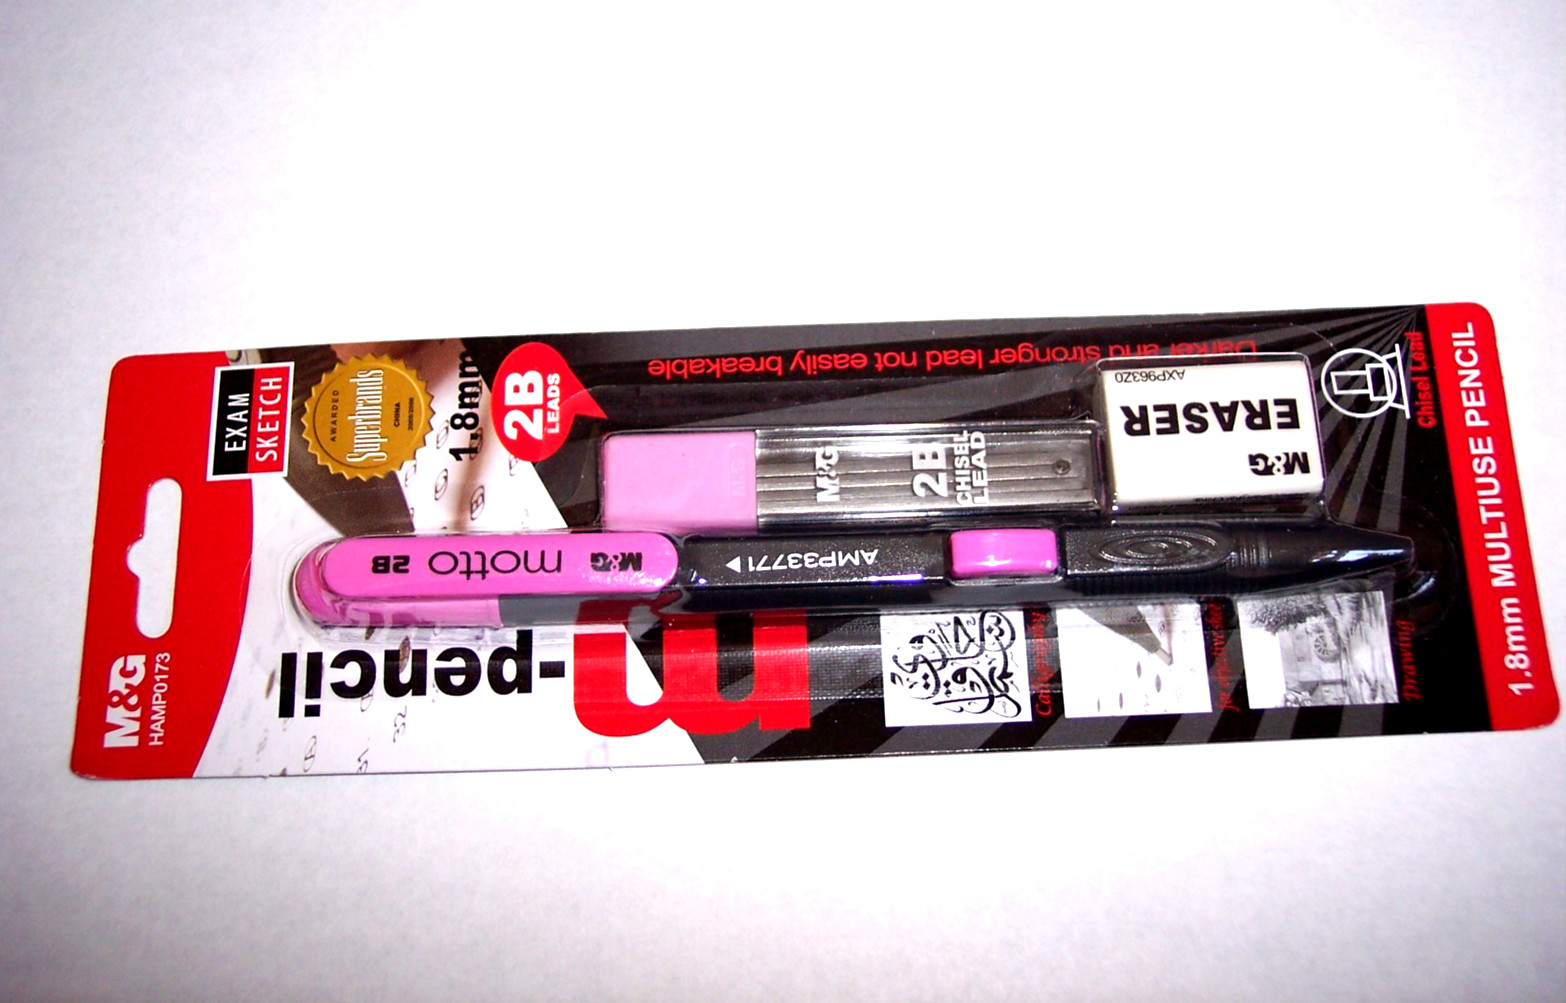 M&G
HAMP0173
EXAM
SKETCH
AWARDED
Superbrands
CHINA
1.8mm
2B
LEADS
Darker and stronger lead not easily breakable
M&G
2B
CHISEL
LEAD
AXP963Z0
ERASER
M&G
Chisel Lead
M&G
motto
2B
AMP33771
m-pencil
Calligraphy
Drawing
1.8mm MULTIUSE PENCIL